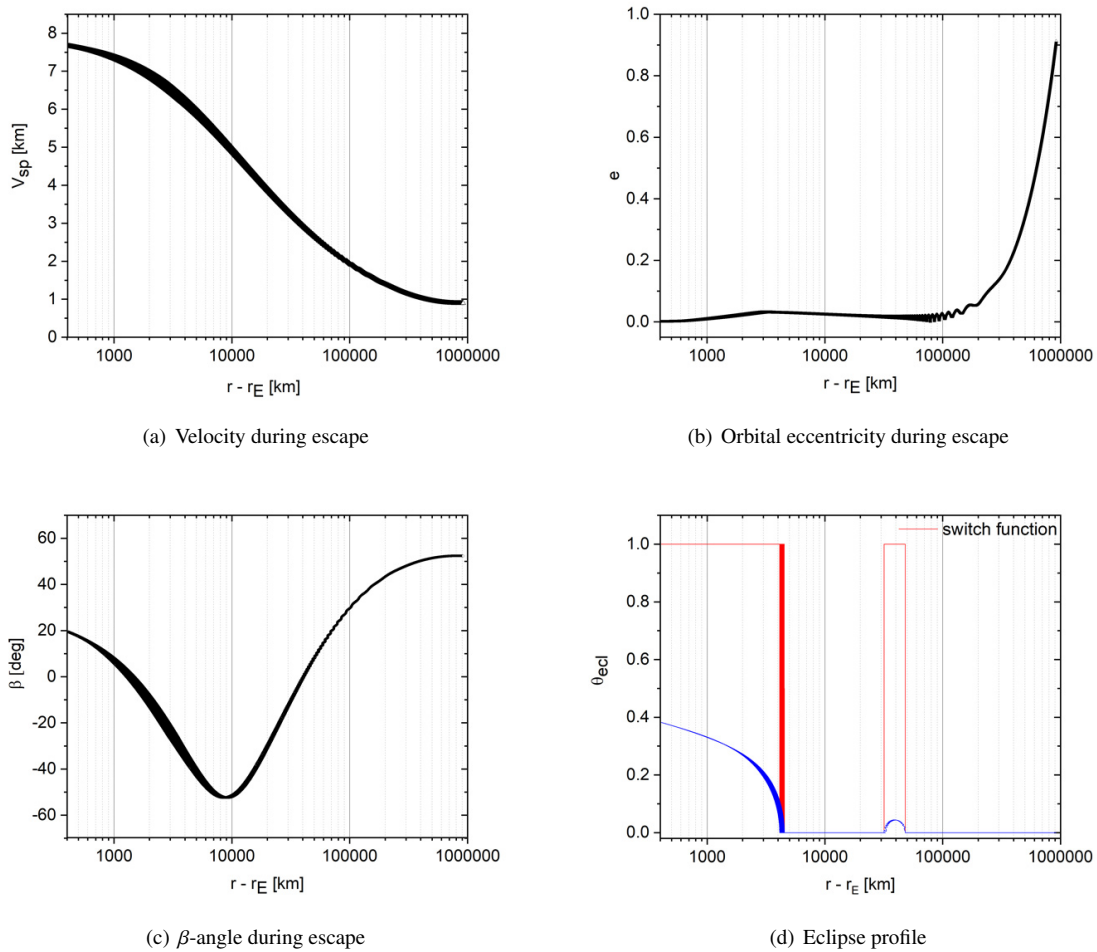 8
7
6
5
4
3
2
1
0
V_sp [km]
1000 10000 100000 1000000
r - r_E [km]
(a) Velocity during escape
1.0
0.8
0.6
0.4
0.2
0.0
e
1000 10000 100000 1000000
r - r_E [km]
(b) Orbital eccentricity during escape
60
40
20
0
-20
-40
-60
β [deg]
1000 10000 100000 1000000
r - r_E [km]
(c) β-angle during escape
switch function
1.0
0.8
0.6
0.4
0.2
0.0
θ_ecl
1000 10000 100000 1000000
r - r_E [km]
(d) Eclipse profile